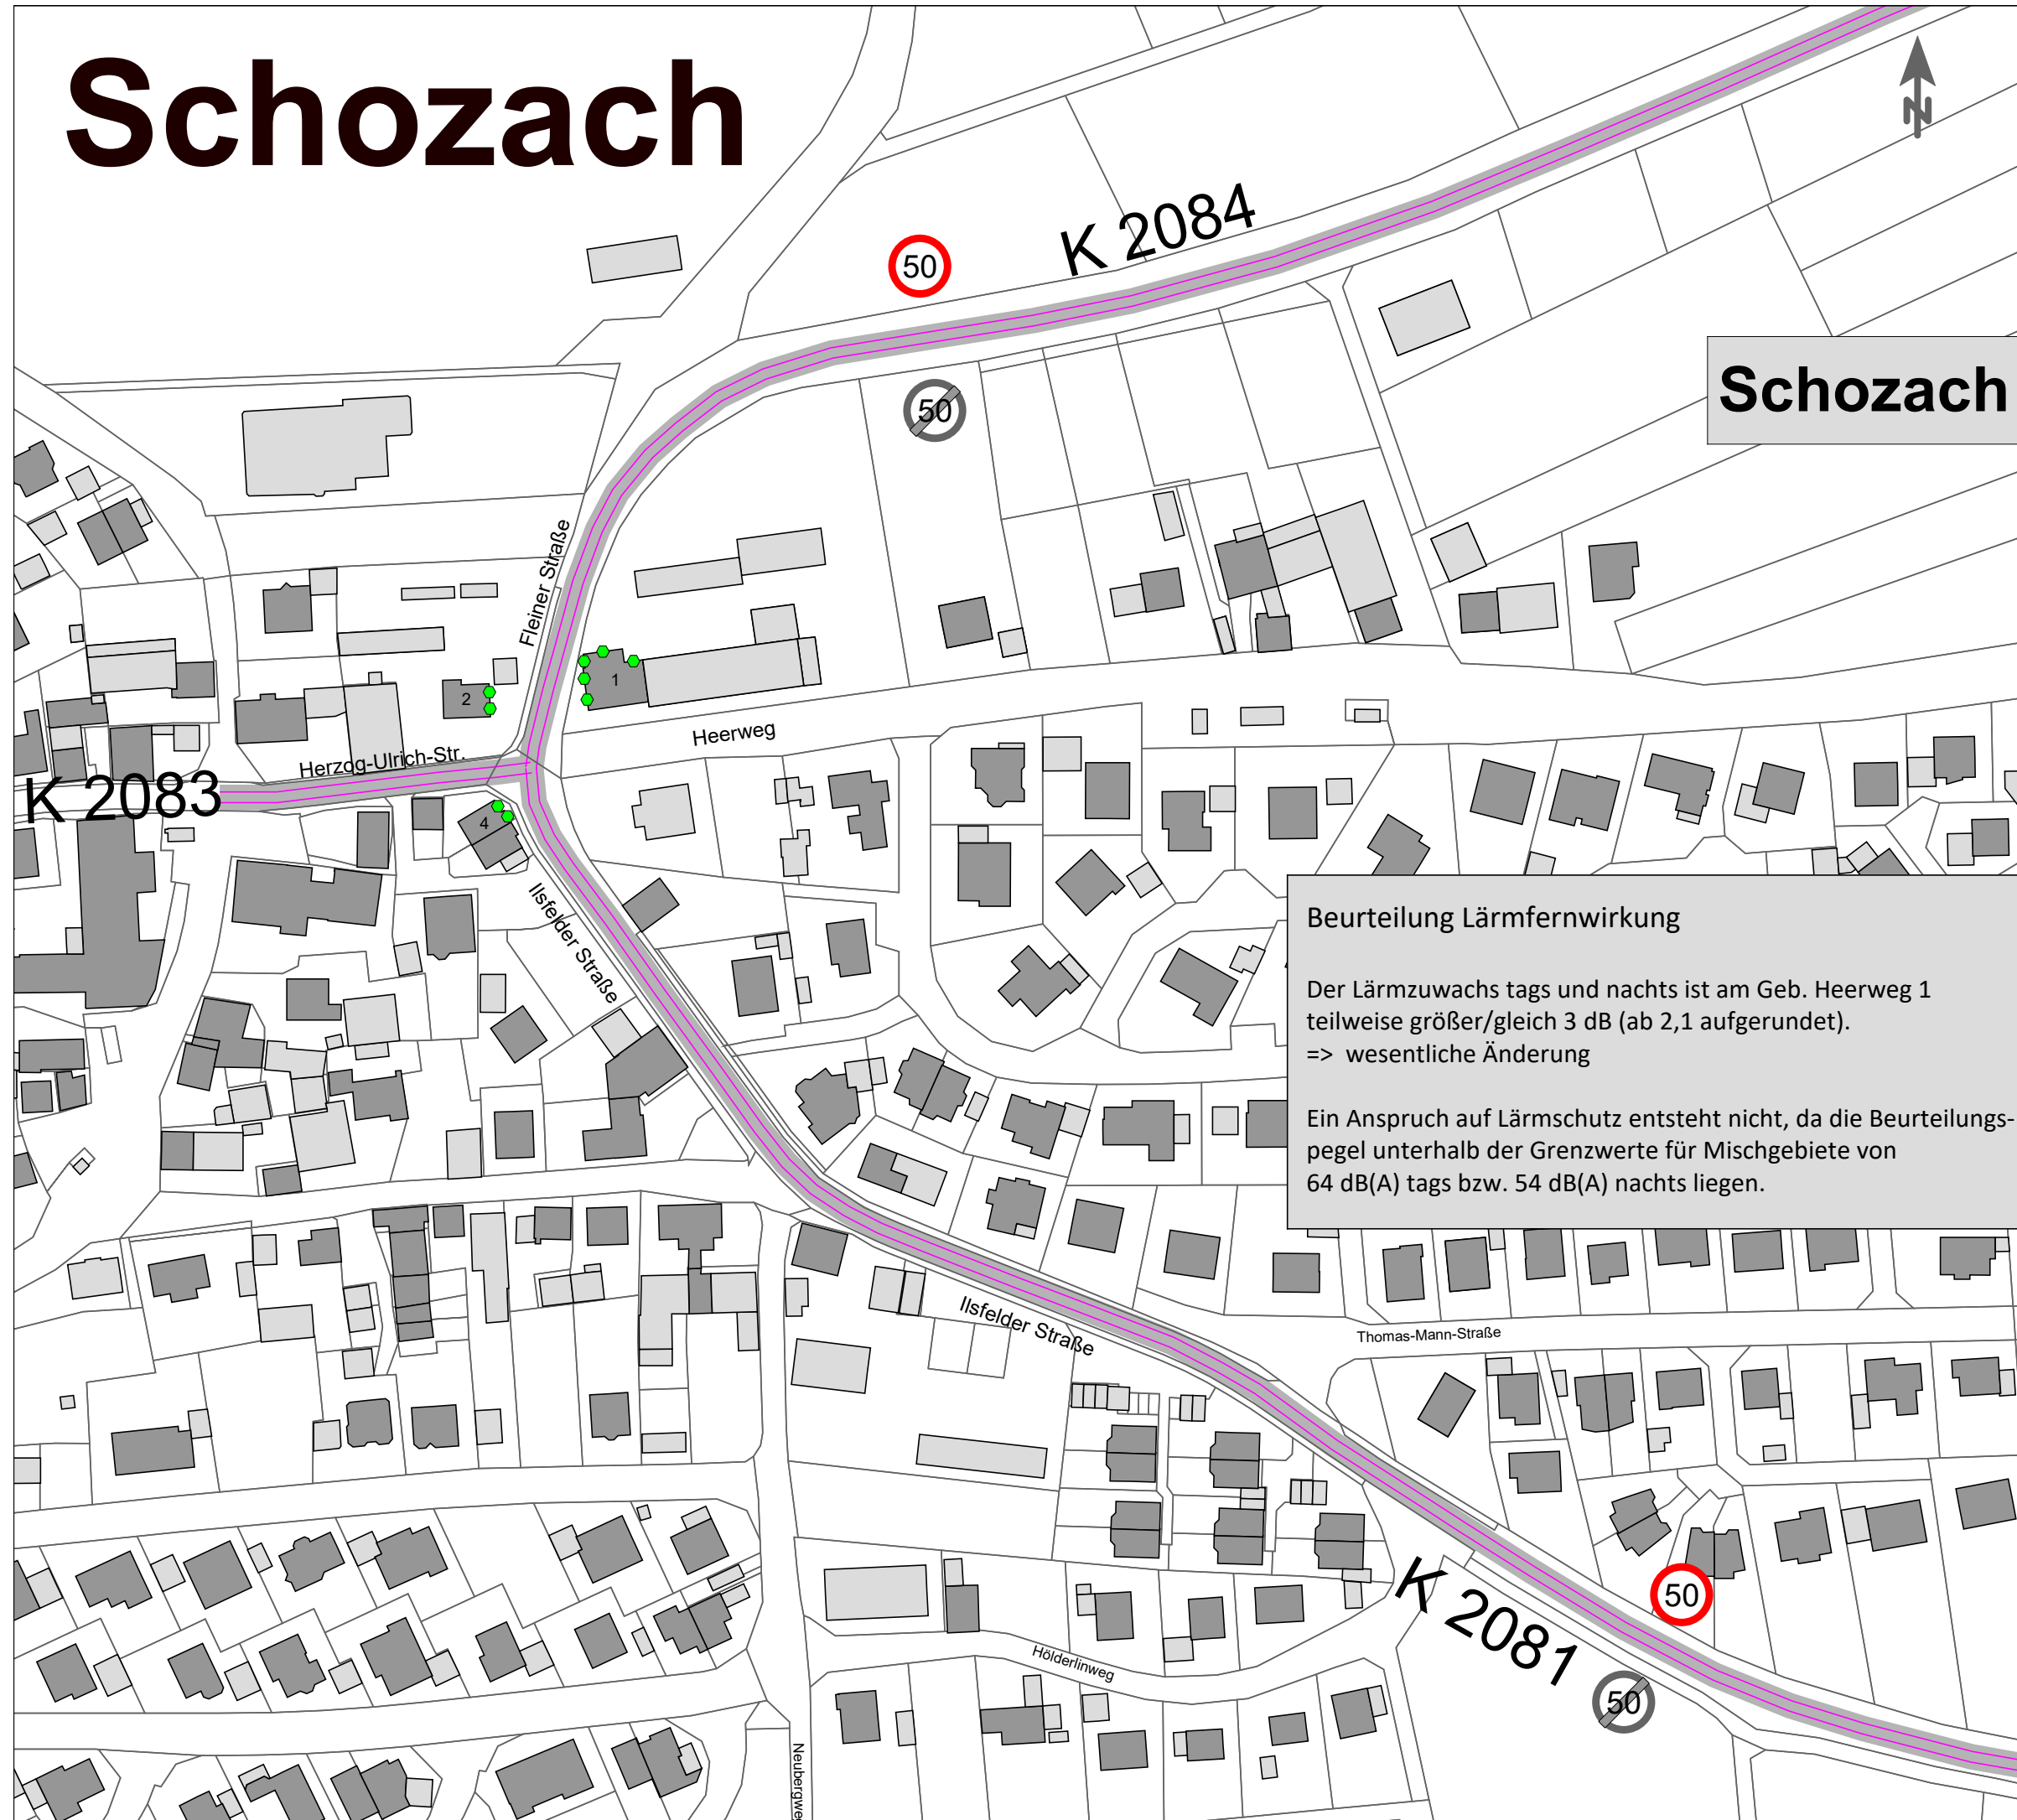 Schozach
N
K 2084
50
50
Schozach
Fleiner Straße
1
2
Heerweg
Herzog-Ulrich-Str.
K 2083
4
Ilsfelder Straße
Beurteilung Lärmfernwirkung
Der Lärmzuwachs tags und nachts ist am Geb. Heerweg 1
teilweise größer/gleich 3 dB (ab 2,1 aufgerundet).
=> wesentliche Änderung
Ein Anspruch auf Lärmschutz entsteht nicht, da die Beurteilungs-
pegel unterhalb der Grenzwerte für Mischgebiete von
64 dB(A) tags bzw. 54 dB(A) nachts liegen.
Ilsfelder Straße
Thomas-Mann-Straße
K 2081
50
50
Hölderlinweg
Neubergwe